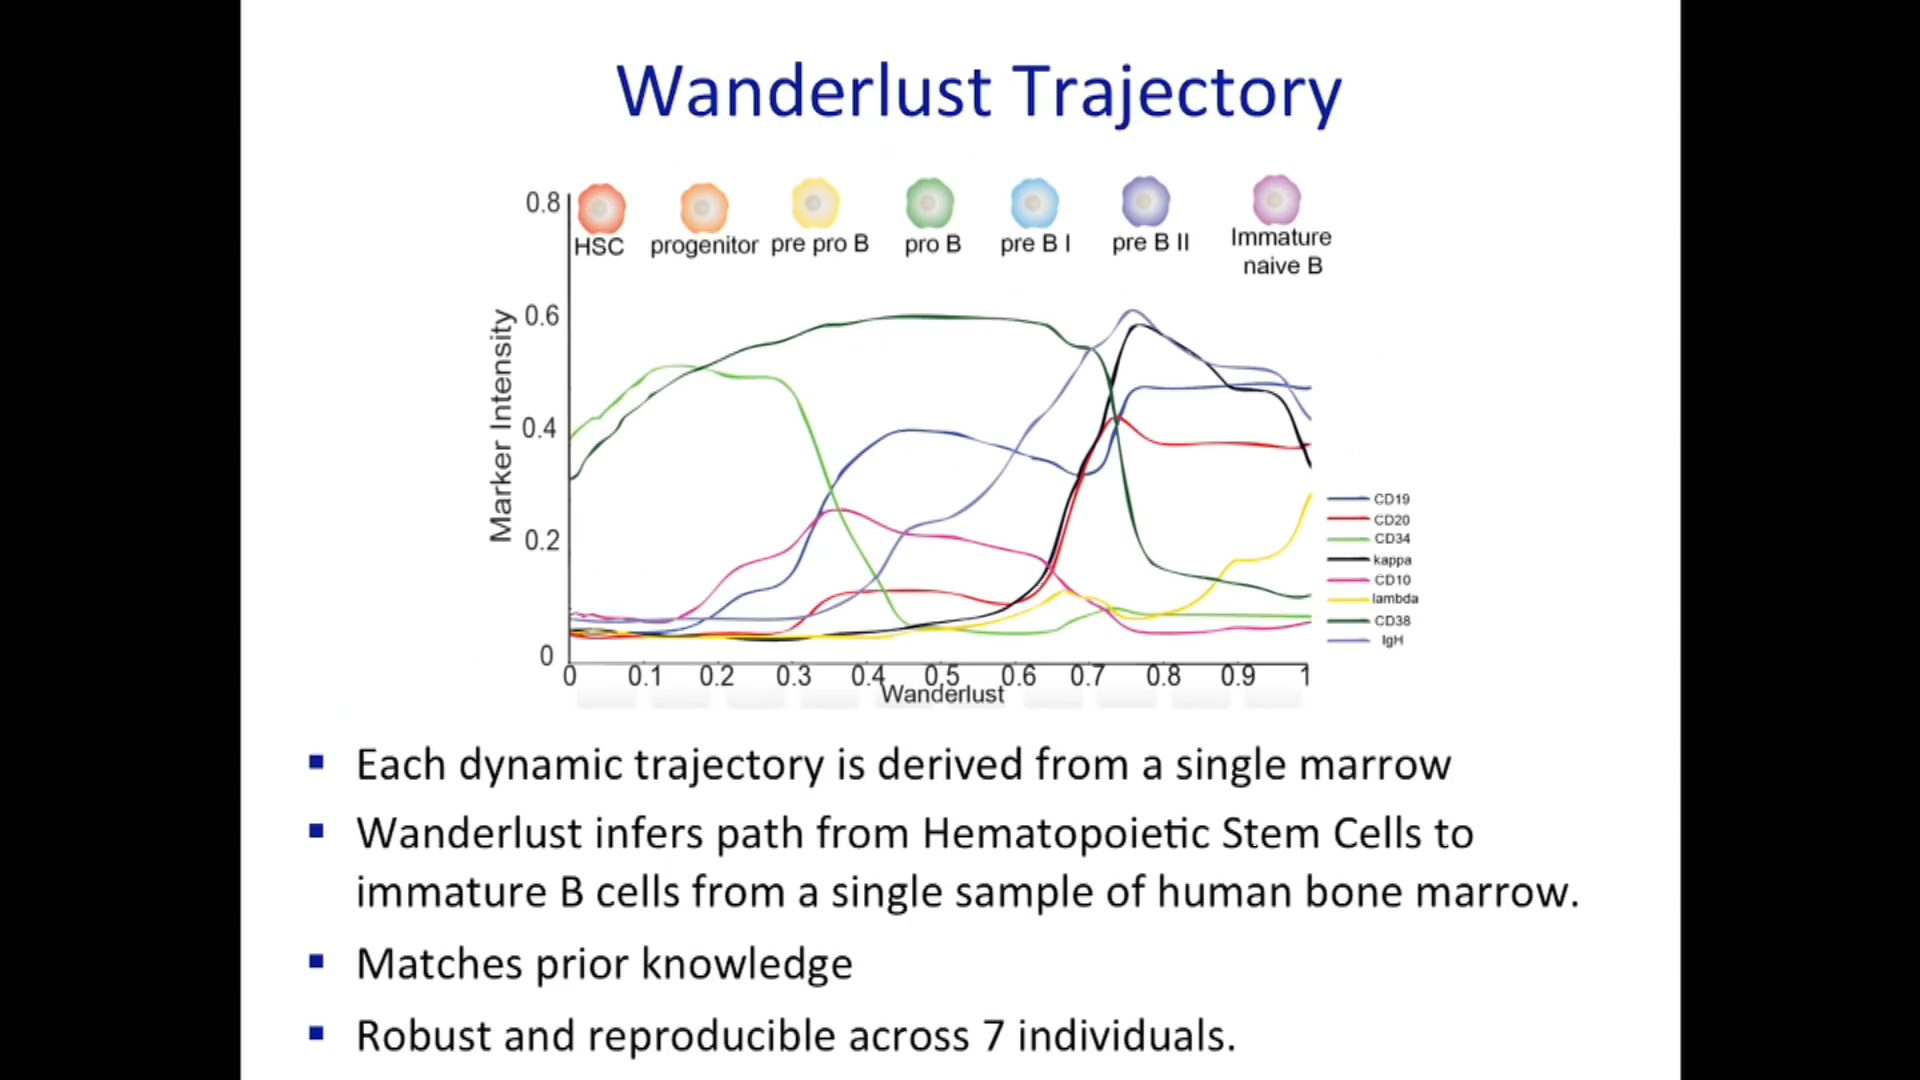 Wanderlust Trajectory
0.8
HSC progenitor pre pro B pro B pre B I pre B II Immature
naive B
0.6
Marker Intensity
0.4
CD19
CD20
0.2
CD34
kappa
CD10
lambda
CD38
IgH
0
0 0.1 0.2 0.3 0.4 0.5 0.6 0.7 0.8 0.9 1
Wanderlust
Each dynamic trajectory is derived from a single marrow
Wanderlust infers path from Hematopoietic Stem Cells to
immature B cells from a single sample of human bone marrow.
Matches prior knowledge
Robust and reproducible across 7 individuals.